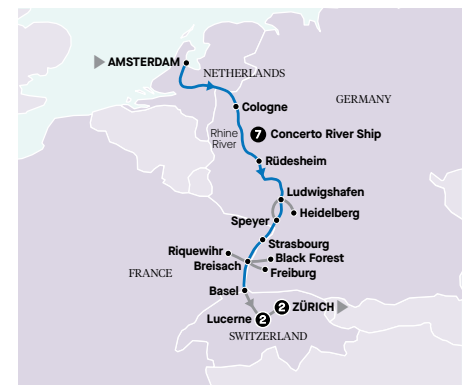 AMSTERDAM
NETHERLANDS
GERMANY
Cologne
Rhine
River
7 Concerto River Ship
Rüdesheim
Ludwigshafen
Heidelberg
Speyer
Strasbourg
Riquewihr
Black Forest
Breisach
Freiburg
FRANCE
Basel
2 ZÜRICH
Lucerne 2
SWITZERLAND